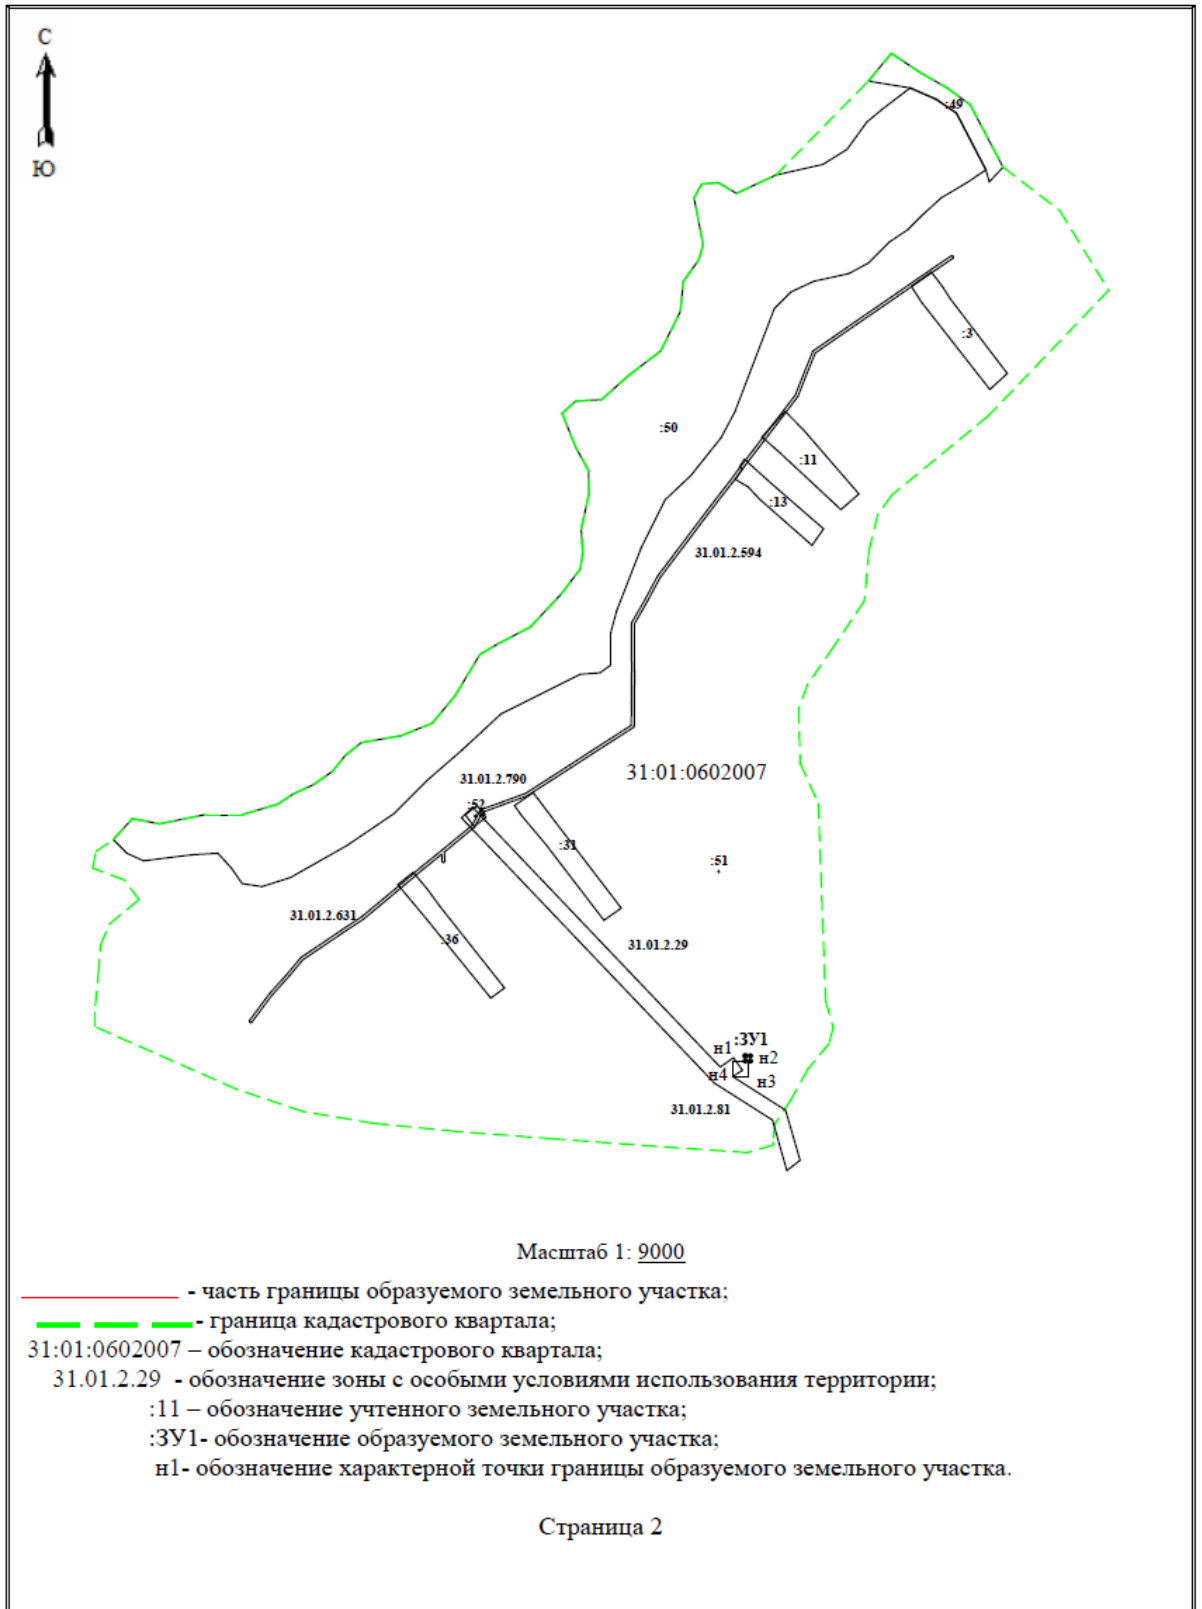 С
Ю
:49
:3
:50
:11
:13
31.01.2.594
31.01.2.790
31:01:0602007
:52
:31
:51
31.01.2.631
:36
31.01.2.29
:ЗУ1
н1
н2
н4
н3
31.01.2.81
Масштаб 1: 9000
- часть границы образуемого земельного участка;
- граница кадастрового квартала;
31:01:0602007 – обозначение кадастрового квартала;
31.01.2.29 - обозначение зоны с особыми условиями использования территории;
:11 – обозначение учтенного земельного участка;
:ЗУ1- обозначение образуемого земельного участка;
н1- обозначение характерной точки границы образуемого земельного участка.
Страница 2